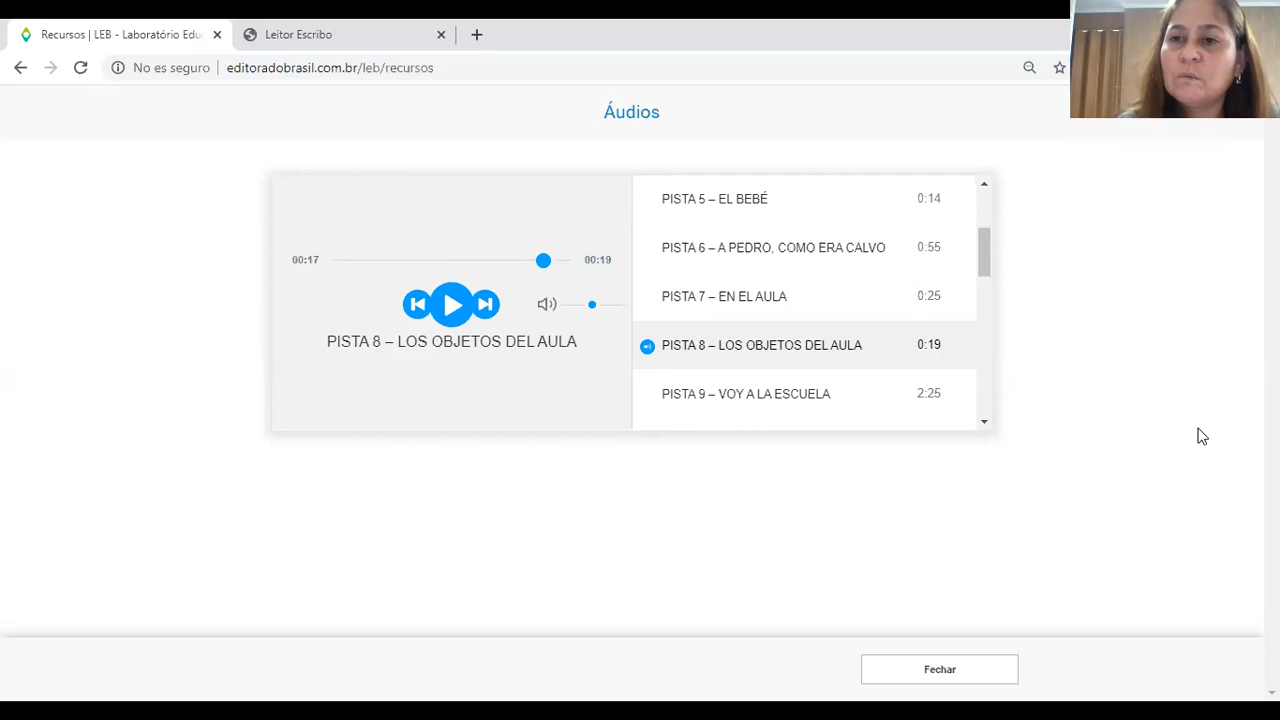 Recursos | LEB - Laboratório Edu
Leitor Escribo
No es seguro
editoradobrasil.com.br/leb/recursos
Áudios
00:17
00:19
PISTA 8 – LOS OBJETOS DEL AULA
PISTA 5 – EL BEBÉ 0:14
PISTA 6 – A PEDRO, COMO ERA CALVO 0:55
PISTA 7 – EN EL AULA 0:25
PISTA 8 – LOS OBJETOS DEL AULA 0:19
PISTA 9 – VOY A LA ESCUELA 2:25
Fechar